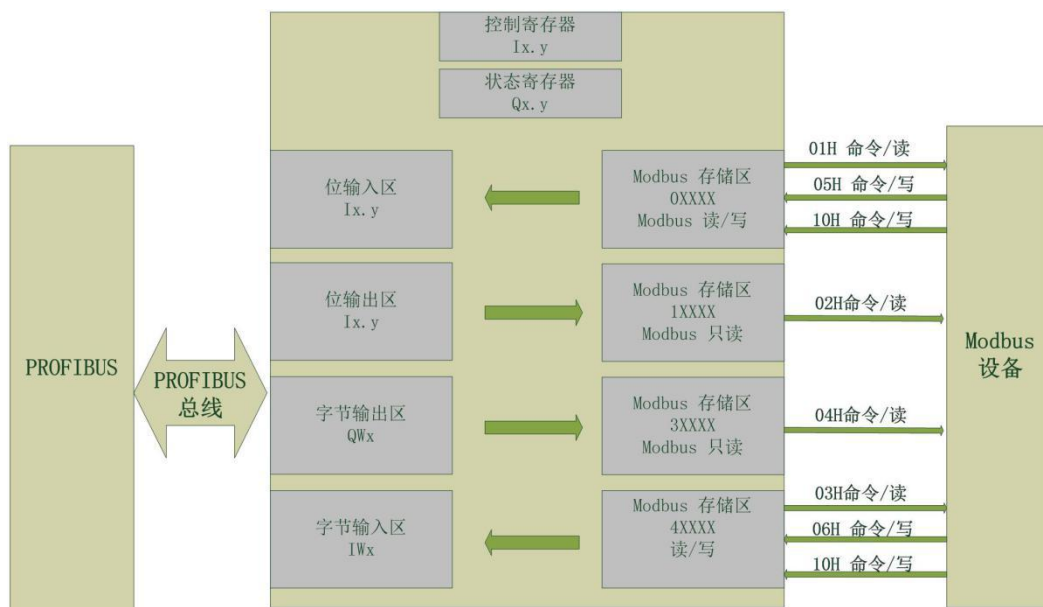 控制寄存器
Ix.y
状态寄存器
Qx.y
PROFIBUS
PROFIBUS
总线
位输入区
Ix.y
Modbus 存储区
0XXXX
Modbus 读/写
01H 命令/读
05H 命令/写
10H 命令/写
位输出区
Ix.y
Modbus 存储区
1XXXX
Modbus 只读
02H命令/读
字节输出区
QWx
Modbus 存储区
3XXXX
Modbus 只读
04H命令/读
字节输入区
IWx
Modbus 存储区
4XXXX
读/写
03H命令/读
06H 命令/写
10H 命令/写
Modbus
设备